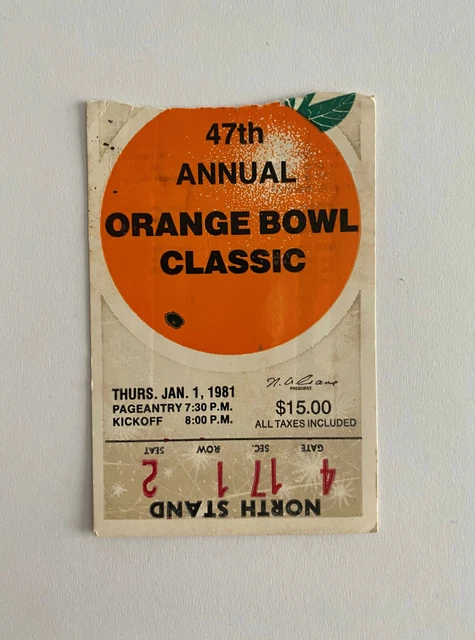 47th
ANNUAL
ORANGE BOWL
CLASSIC
THURS. JAN. 1, 1981
PAGEANTRY 7:30 P.M.
KICKOFF 8:00 P.M.
PRESIDENT
$15.00
ALL TAXES INCLUDED
NORTH STAND
4 17 1 2
GATE SEC. ROW SEAT